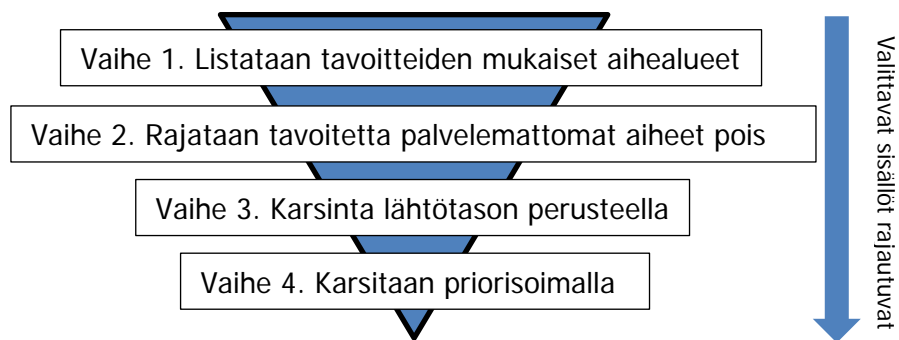 Vaihe 1. Listataan tavoitteiden mukaiset aihealueet
Vaihe 2. Rajataan tavoitetta palvelemattomat aiheet pois
Vaihe 3. Karsinta lähtötason perusteella
Vaihe 4. Karsitaan priorisoimalla
Valittavat sisällöt rajautuvat